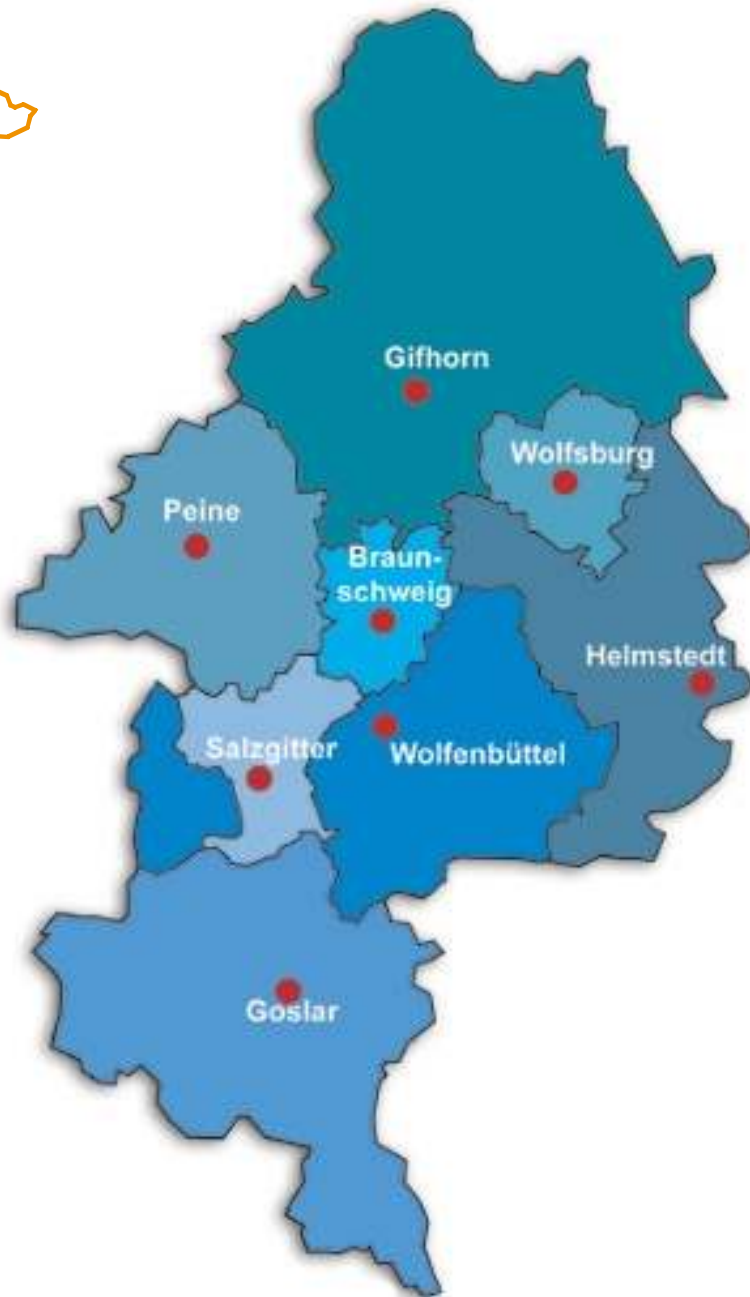 Gifhorn
Wolfsburg
Peine
Braun-
schweig
Helmstedt
Salzgitter
Wolfenbüttel
Goslar